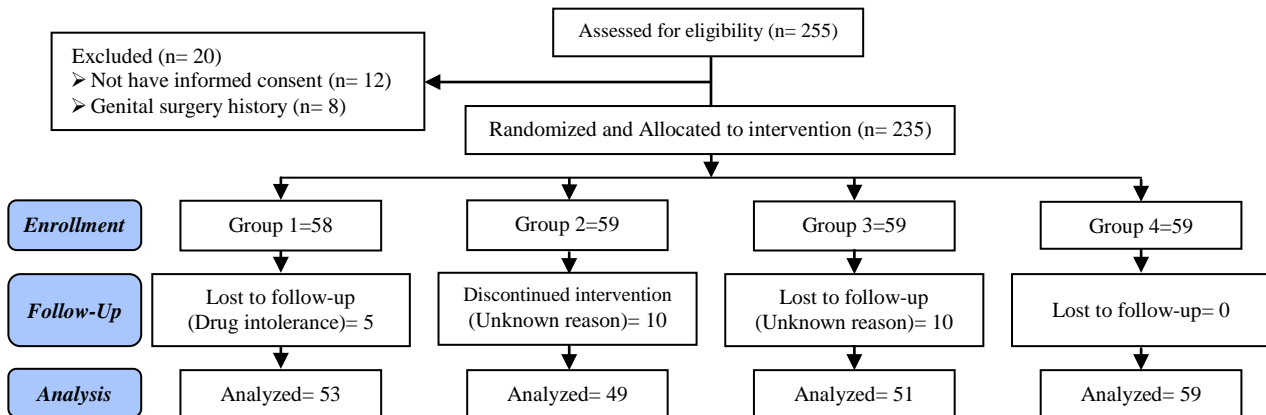 Assessed for eligibility (n= 255)
Excluded (n= 20)
➢ Not have informed consent (n= 12)
➢ Genital surgery history (n= 8)
Randomized and Allocated to intervention (n= 235)
Enrollment
Group 1=58
Group 2=59
Group 3=59
Group 4=59
Follow-Up
Lost to follow-up
(Drug intolerance)= 5
Discontinued intervention
(Unknown reason)= 10
Lost to follow-up
(Unknown reason)= 10
Lost to follow-up= 0
Analysis
Analyzed= 53
Analyzed= 49
Analyzed= 51
Analyzed= 59